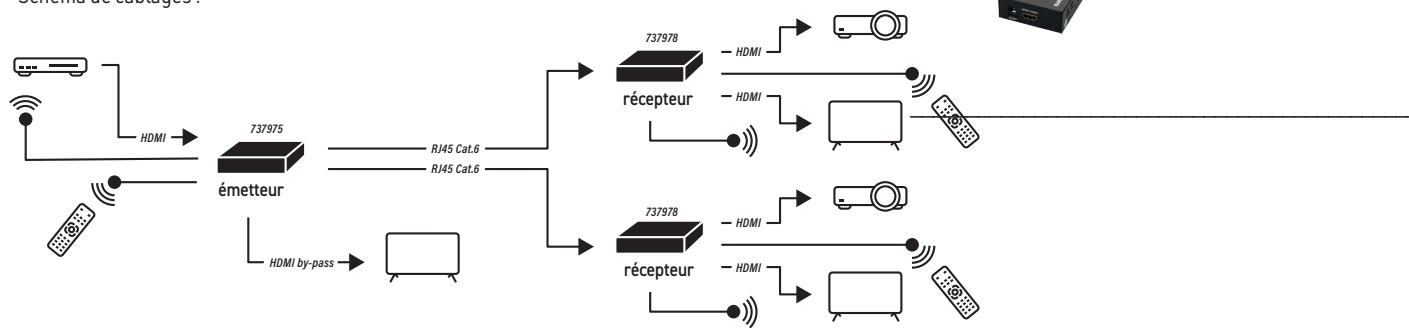 Schéma de câblages :
737978
HDMI
récepteur
HDMI
HDMI
737975
émetteur
RJ45 Cat.6
RJ45 Cat.6
HDMI by-pass
737978
HDMI
récepteur
HDMI